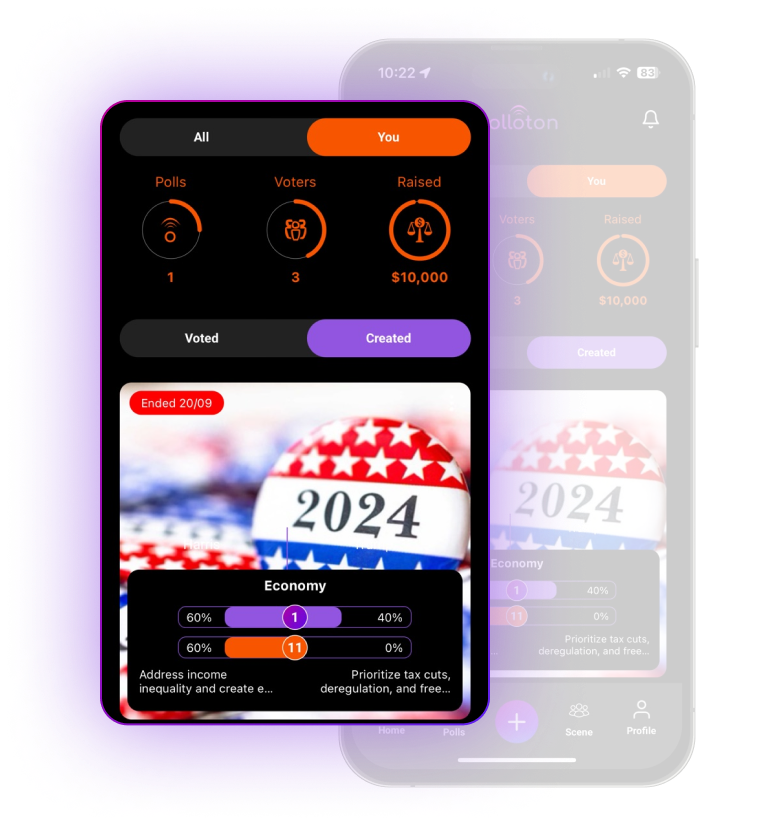 10:22
83
olloton
All
You
Polls
Voters
Raised
1
3
$10,000
Voted
Created
Ended 20/09
2024
Economy
60%
1
40%
60%
11
0%
Address income
inequality and create e...
Prioritize tax cuts,
deregulation, and free...
You
Voters
Raised
3
$10,000
Created
2024
Economy
1
40%
11
0%
Prioritize tax cuts,
deregulation, and free...
Home
Polls
Scene
Profile